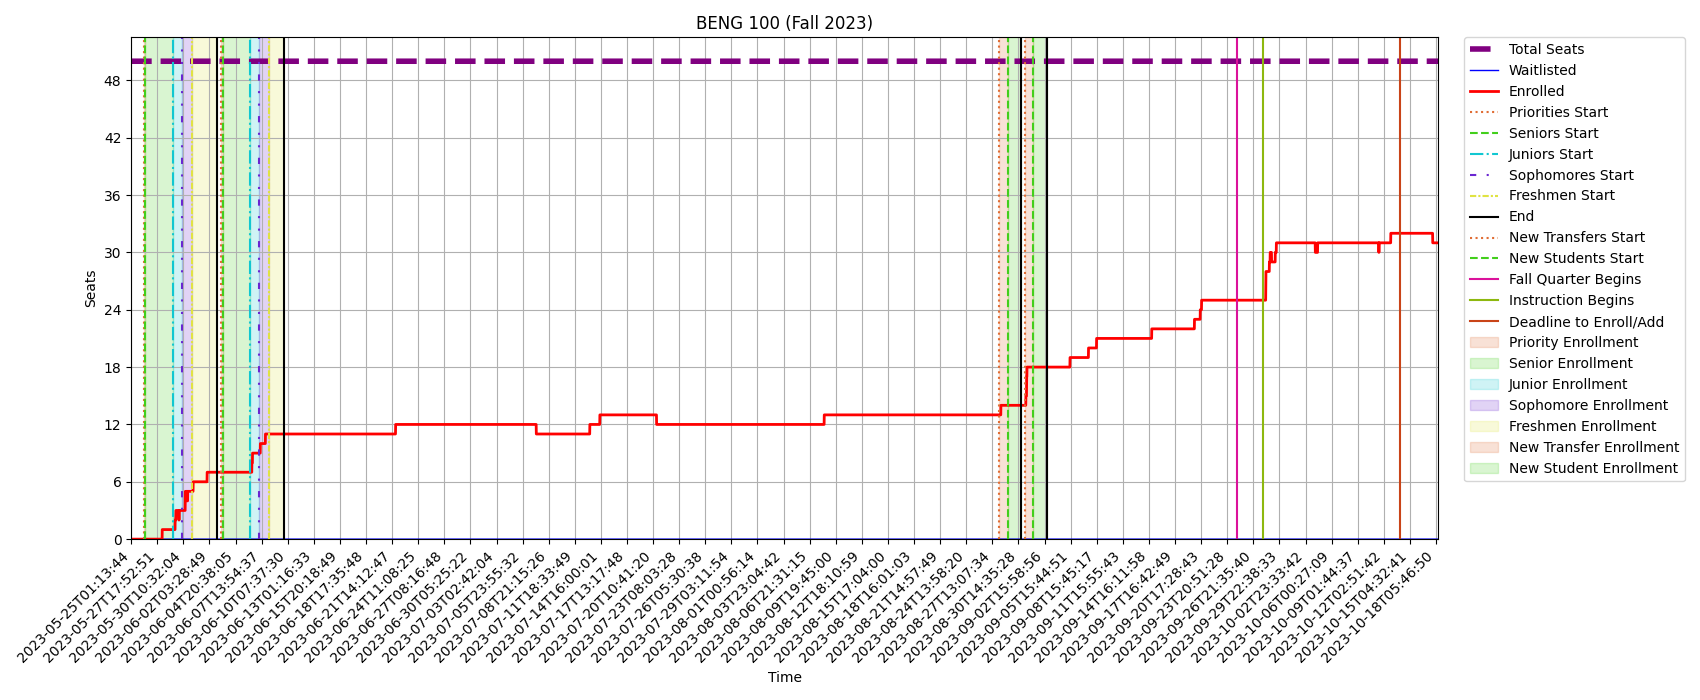 BENG 100 (Fall 2023)
Seats
48
42
36
30
24
18
12
6
0
2023-05-25T01:13:44
2023-05-27T17:52:51
2023-05-30T10:32:04
2023-06-02T03:28:49
2023-06-04T20:38:05
2023-06-07T13:54:37
2023-06-10T07:37:30
2023-06-13T01:16:33
2023-06-15T20:18:49
2023-06-18T17:35:48
2023-06-21T14:12:47
2023-06-24T11:08:25
2023-06-27T08:16:48
2023-06-30T05:25:22
2023-07-03T02:42:04
2023-07-05T23:55:32
2023-07-08T21:15:26
2023-07-11T18:33:49
2023-07-14T16:00:01
2023-07-17T13:17:48
2023-07-20T10:41:20
2023-07-23T08:03:28
2023-07-26T05:30:38
2023-07-29T03:11:54
2023-08-01T00:56:14
2023-08-03T23:04:42
2023-08-06T21:31:15
2023-08-09T19:45:00
2023-08-12T18:10:59
2023-08-15T17:04:00
2023-08-18T16:01:03
2023-08-21T14:57:49
2023-08-24T13:58:20
2023-08-27T13:07:34
2023-08-30T14:35:28
2023-09-02T15:58:56
2023-09-05T15:44:51
2023-09-08T15:45:17
2023-09-11T15:55:43
2023-09-14T16:11:58
2023-09-17T16:42:49
2023-09-20T17:28:43
2023-09-23T20:51:28
2023-09-26T21:35:40
2023-09-29T22:38:33
2023-10-02T23:33:42
2023-10-06T00:27:09
2023-10-09T01:44:37
2023-10-12T02:51:42
2023-10-15T04:32:41
2023-10-18T05:46:50
Time
Total Seats
Waitlisted
Enrolled
Priorities Start
Seniors Start
Juniors Start
Sophomores Start
Freshmen Start
End
New Transfers Start
New Students Start
Fall Quarter Begins
Instruction Begins
Deadline to Enroll/Add
Priority Enrollment
Senior Enrollment
Junior Enrollment
Sophomore Enrollment
Freshmen Enrollment
New Transfer Enrollment
New Student Enrollment